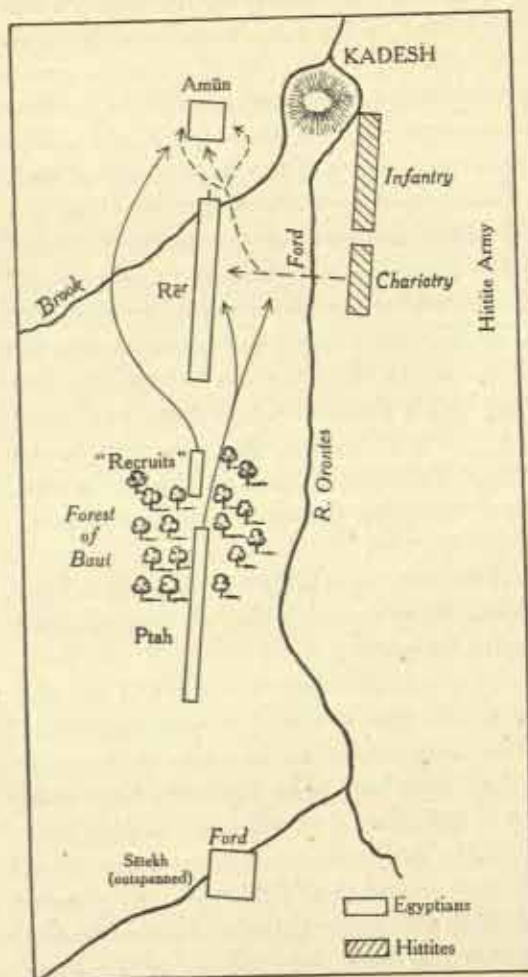 KADESH
Amūn
Infantry
Ford
Chariotry
Hittite Army
Brook
Rēʿ
R. Orontes
"Recruits"
Forest
of
Baui
Ptah
Ford
Sētekh
(outspanned)
Egyptians
Hittites